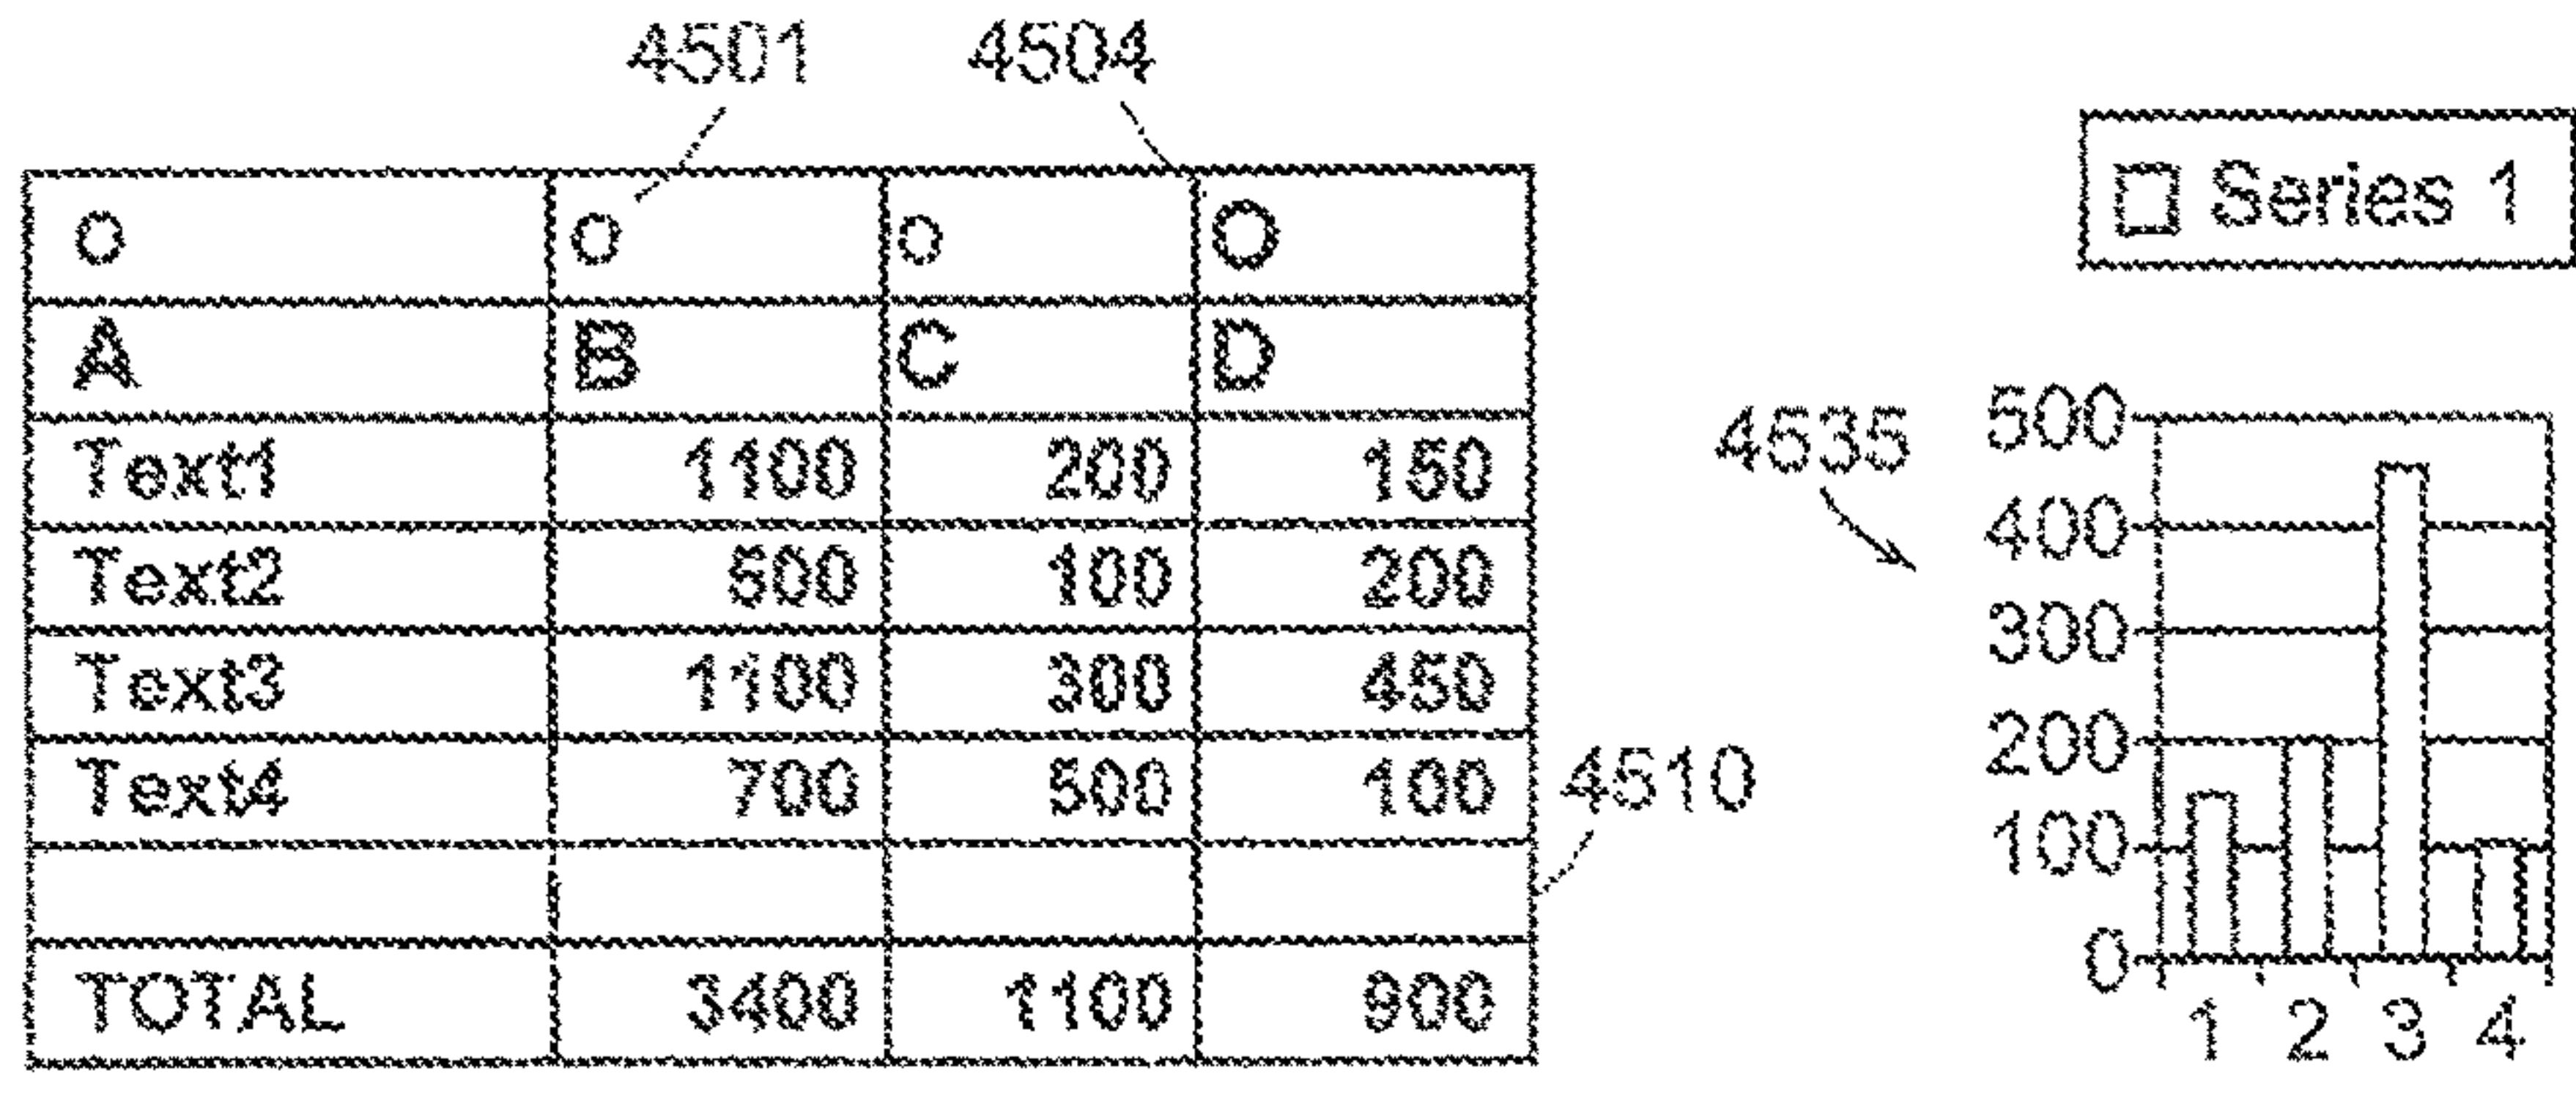 4501 4504
Series 1
O O O O
A B C D
Text1 1100 200 150
Text2 500 100 200
Text3 1100 300 450
Text4 700 500 100
TOTAL 3400 1100 900
4510
4535
500
400
300
200
100
0
1 2 3 4